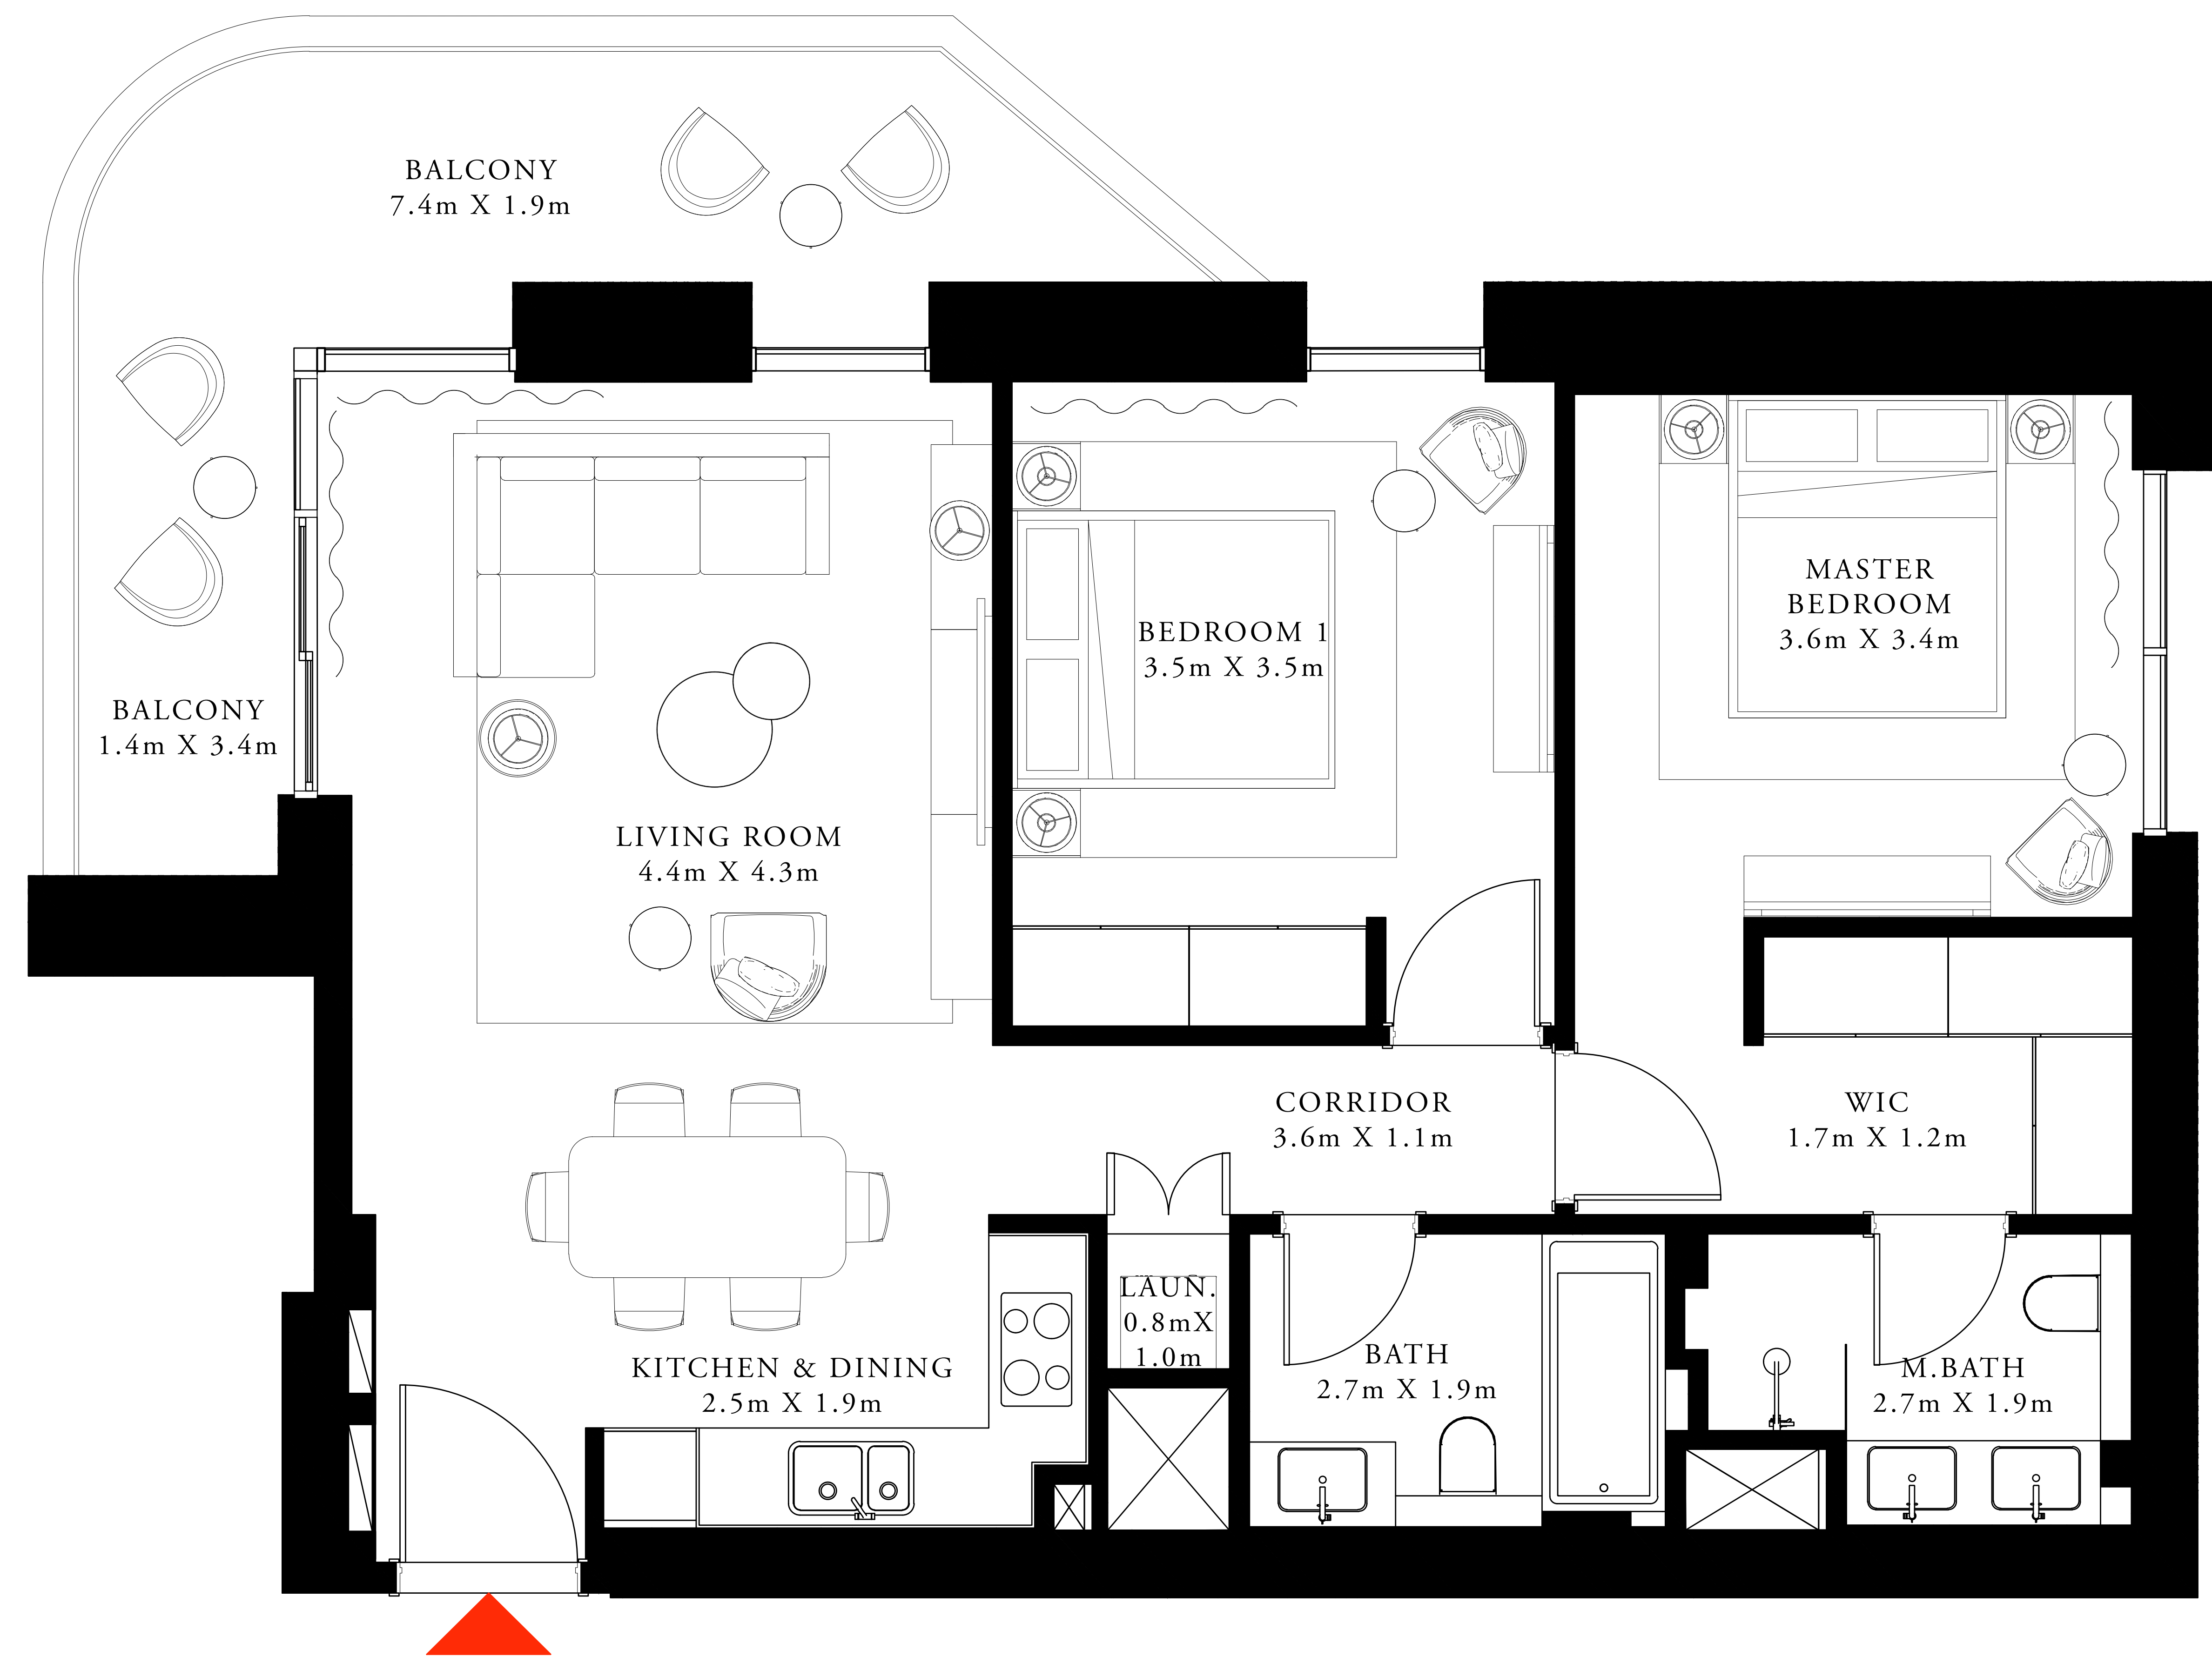 BALCONY
7.4m X 1.9m
BALCONY
1.4m X 3.4m
LIVING ROOM
4.4m X 4.3m
BEDROOM 1
3.5m X 3.5m
MASTER
BEDROOM
3.6m X 3.4m
CORRIDOR
3.6m X 1.1m
WIC
1.7m X 1.2m
KITCHEN & DINING
2.5m X 1.9m
LAUN.
0.8mX
1.0m
BATH
2.7m X 1.9m
M.BATH
2.7m X 1.9m